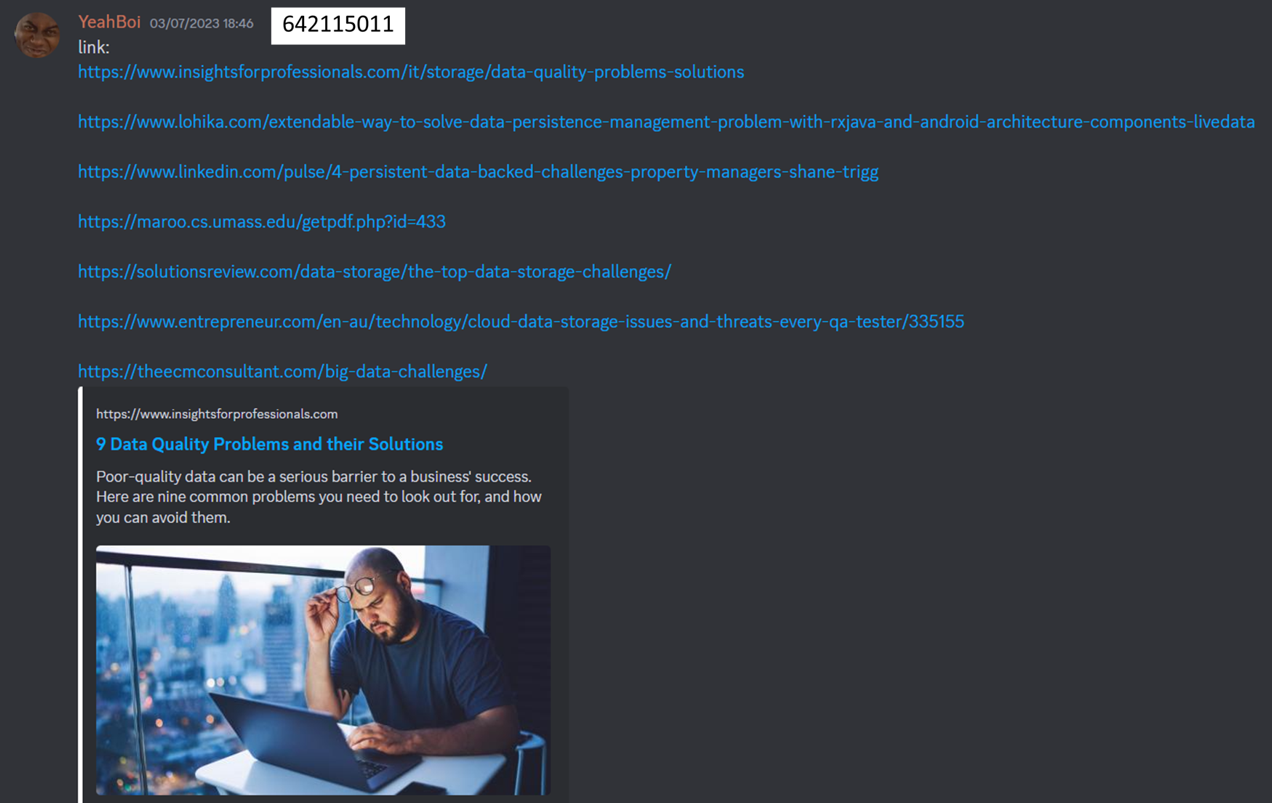 YeahBoi 03/07/2023 18:46 642115011
link:
https://www.insightsforprofessionals.com/it/storage/data-quality-problems-solutions
https://www.lohika.com/extendable-way-to-solve-data-persistence-management-problem-with-rxjava-and-android-architecture-components-livedata
https://www.linkedin.com/pulse/4-persistent-data-backed-challenges-property-managers-shane-trigg
https://maroo.cs.umass.edu/getpdf.php?id=433
https://solutionsreview.com/data-storage/the-top-data-storage-challenges/
https://www.entrepreneur.com/en-au/technology/cloud-data-storage-issues-and-threats-every-qa-tester/335155
https://theecmconsultant.com/big-data-challenges/
https://www.insightsforprofessionals.com
9 Data Quality Problems and their Solutions
Poor-quality data can be a serious barrier to a business' success.
Here are nine common problems you need to look out for, and how
you can avoid them.